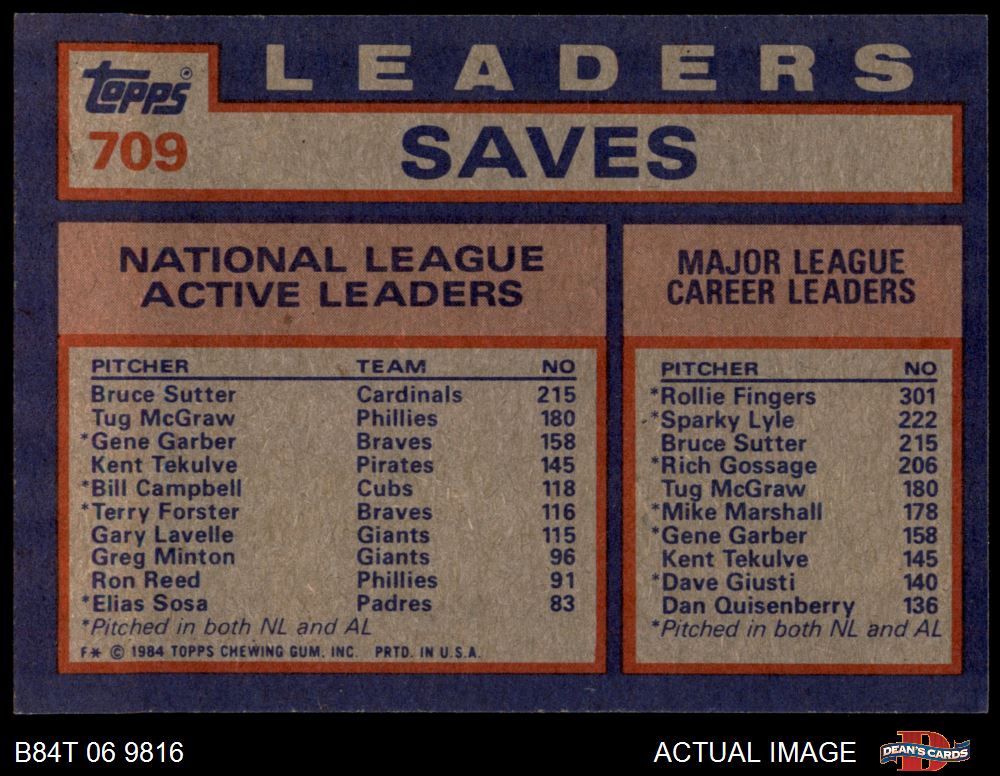 LEADERS
topps
709
SAVES
NATIONAL LEAGUE
ACTIVE LEADERS
PITCHER TEAM NO
Bruce Sutter Cardinals 215
Tug McGraw Phillies 180
*Gene Garber Braves 158
Kent Tekulve Pirates 145
*Bill Campbell Cubs 118
*Terry Forster Braves 116
Gary Lavelle Giants 115
Greg Minton Giants 96
Ron Reed Phillies 91
*Elias Sosa Padres 83
*Pitched in both NL and AL
F* © 1984 TOPPS CHEWING GUM, INC. PRTD. IN U.S.A.
MAJOR LEAGUE
CAREER LEADERS
PITCHER NO
*Rollie Fingers 301
*Sparky Lyle 222
Bruce Sutter 215
*Rich Gossage 206
Tug McGraw 180
*Mike Marshall 178
*Gene Garber 158
Kent Tekulve 145
*Dave Giusti 140
Dan Quisenberry 136
*Pitched in both NL and AL
B84T 06 9816
ACTUAL IMAGE
D
DEAN'S CARDS